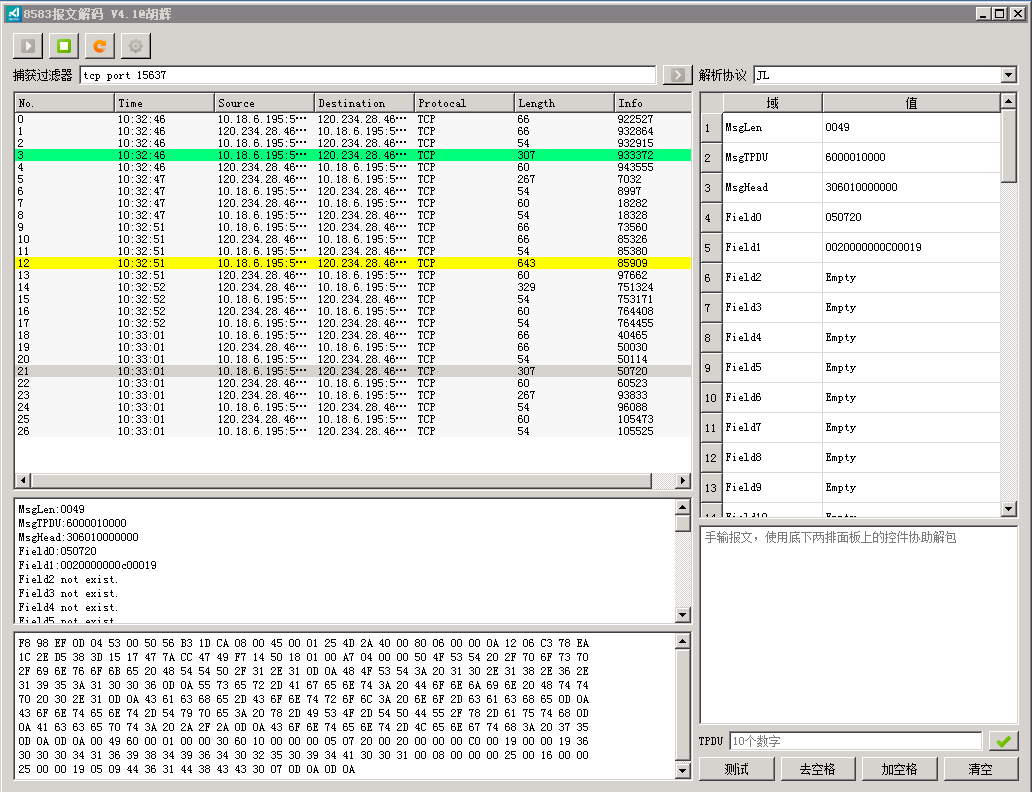 8583报文解码 V4.1@胡辉
捕获过滤器 tcp port 15637
解析协议 JL
No. Time Source Destination Protocal Length Info
0 10:32:46 10.18.6.195:5··· 120.234.28.46··· TCP 66 922527
1 10:32:46 120.234.28.46··· 10.18.6.195:5··· TCP 66 932864
2 10:32:46 10.18.6.195:5··· 120.234.28.46··· TCP 54 932915
3 10:32:46 10.18.6.195:5··· 120.234.28.46··· TCP 307 933372
4 10:32:46 120.234.28.46··· 10.18.6.195:5··· TCP 60 943555
5 10:32:47 120.234.28.46··· 10.18.6.195:5··· TCP 267 7032
6 10:32:47 10.18.6.195:5··· 120.234.28.46··· TCP 54 8997
7 10:32:47 120.234.28.46··· 10.18.6.195:5··· TCP 60 18282
8 10:32:47 10.18.6.195:5··· 120.234.28.46··· TCP 54 18328
9 10:32:51 10.18.6.195:5··· 120.234.28.46··· TCP 66 73560
10 10:32:51 120.234.28.46··· 10.18.6.195:5··· TCP 66 85326
11 10:32:51 10.18.6.195:5··· 120.234.28.46··· TCP 54 85380
12 10:32:51 10.18.6.195:5··· 120.234.28.46··· TCP 643 85909
13 10:32:51 120.234.28.46··· 10.18.6.195:5··· TCP 60 97662
14 10:32:52 120.234.28.46··· 10.18.6.195:5··· TCP 329 751324
15 10:32:52 10.18.6.195:5··· 120.234.28.46··· TCP 54 753171
16 10:32:52 120.234.28.46··· 10.18.6.195:5··· TCP 60 764408
17 10:32:52 10.18.6.195:5··· 120.234.28.46··· TCP 54 764455
18 10:33:01 10.18.6.195:5··· 120.234.28.46··· TCP 66 40465
19 10:33:01 120.234.28.46··· 10.18.6.195:5··· TCP 66 50030
20 10:33:01 10.18.6.195:5··· 120.234.28.46··· TCP 54 50114
21 10:33:01 10.18.6.195:5··· 120.234.28.46··· TCP 307 50720
22 10:33:01 120.234.28.46··· 10.18.6.195:5··· TCP 60 60523
23 10:33:01 120.234.28.46··· 10.18.6.195:5··· TCP 267 93833
24 10:33:01 10.18.6.195:5··· 120.234.28.46··· TCP 54 96088
25 10:33:01 120.234.28.46··· 10.18.6.195:5··· TCP 60 105473
26 10:33:01 10.18.6.195:5··· 120.234.28.46··· TCP 54 105525
域 值
1 MsgLen 0049
2 MsgTPDU 6000010000
3 MsgHead 306010000000
4 Field0 050720
5 Field1 0020000000C00019
6 Field2 Empty
7 Field3 Empty
8 Field4 Empty
9 Field5 Empty
10 Field6 Empty
11 Field7 Empty
12 Field8 Empty
13 Field9 Empty
14 Field10 Empty
MsgLen:0049
MsgTPDU:6000010000
MsgHead:306010000000
Field0:050720
Field1:0020000000c00019
Field2 not exist.
Field3 not exist.
Field4 not exist.
Field5 not exist.
手输报文，使用底下两排面板上的控件协助解包
F8 98 EF 0D 04 53 00 50 56 B3 1D CA 08 00 45 00 01 25 4D 2A 40 00 80 06 00 00 0A 12 06 C3 78 EA
1C 2E D5 38 3D 15 17 47 7A CC 47 49 F7 14 50 18 01 00 A7 04 00 00 50 4F 53 54 20 2F 70 6F 73 70
2F 69 6E 76 6F 6B 65 20 48 54 54 50 2F 31 2E 31 0D 0A 48 4F 53 54 3A 20 31 30 2E 31 38 2E 36 2E
31 39 35 3A 31 30 30 36 0D 0A 55 73 65 72 2D 41 67 65 6E 74 3A 20 44 6F 6E 6A 69 6E 20 48 74 74
70 20 30 2E 31 0D 0A 43 61 63 68 65 2D 43 6F 6E 74 72 6F 6C 3A 20 6E 6F 2D 63 61 63 68 65 0D 0A
43 6F 6E 74 65 6E 74 2D 54 79 70 65 3A 20 78 2D 49 53 4F 2D 54 50 44 55 2F 78 2D 61 75 74 68 0D
0A 41 63 63 65 70 74 3A 20 2A 2F 2A 0D 0A 43 6F 6E 74 65 6E 74 2D 4C 65 6E 67 74 68 3A 20 37 35
0D 0A 0D 0A 00 49 60 00 01 00 00 30 60 10 00 00 00 05 07 20 00 20 00 00 00 C0 00 19 00 00 19 36
30 30 30 34 31 36 39 38 34 39 36 34 30 32 35 30 39 34 41 30 30 31 00 08 00 00 00 25 00 16 00 00
25 00 00 19 05 09 44 36 31 44 38 43 43 30 07 0D 0A 0D 0A
TPDU 10个数字
测试 去空格 加空格 清空